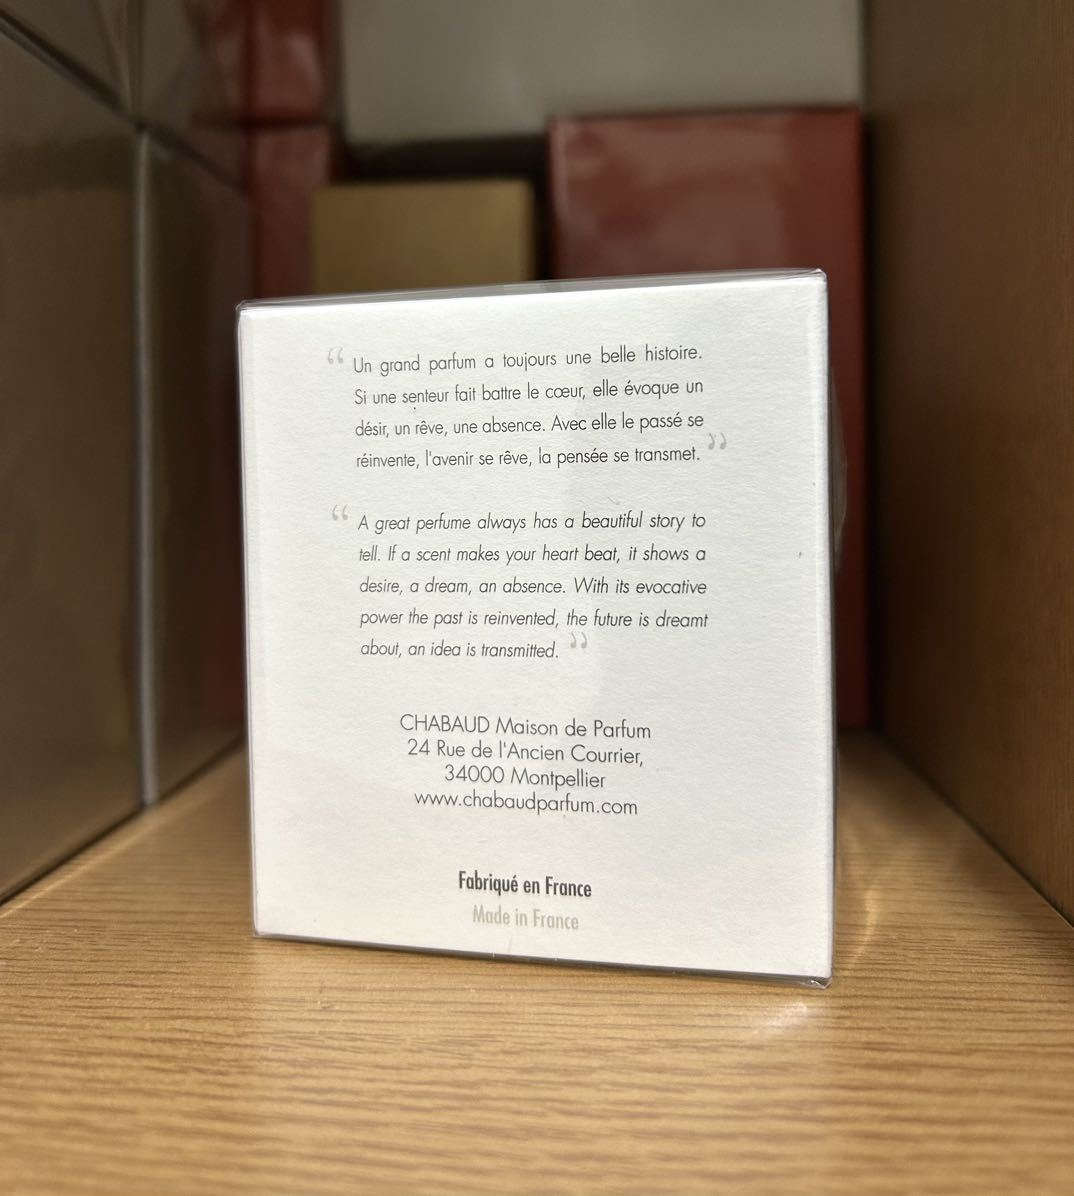 “ Un grand parfum a toujours une belle histoire.
Si une senteur fait battre le cœur, elle évoque un
désir, un rêve, une absence. Avec elle le passé se
réinvente, l'avenir se rêve, la pensée se transmet. ”
“ A great perfume always has a beautiful story to
tell. If a scent makes your heart beat, it shows a
desire, a dream, an absence. With its evocative
power the past is reinvented, the future is dreamt
about, an idea is transmitted. ”
CHABAUD Maison de Parfum
24 Rue de l'Ancien Courrier,
34000 Montpellier
www.chabaudparfum.com
Fabriqué en France
Made in France